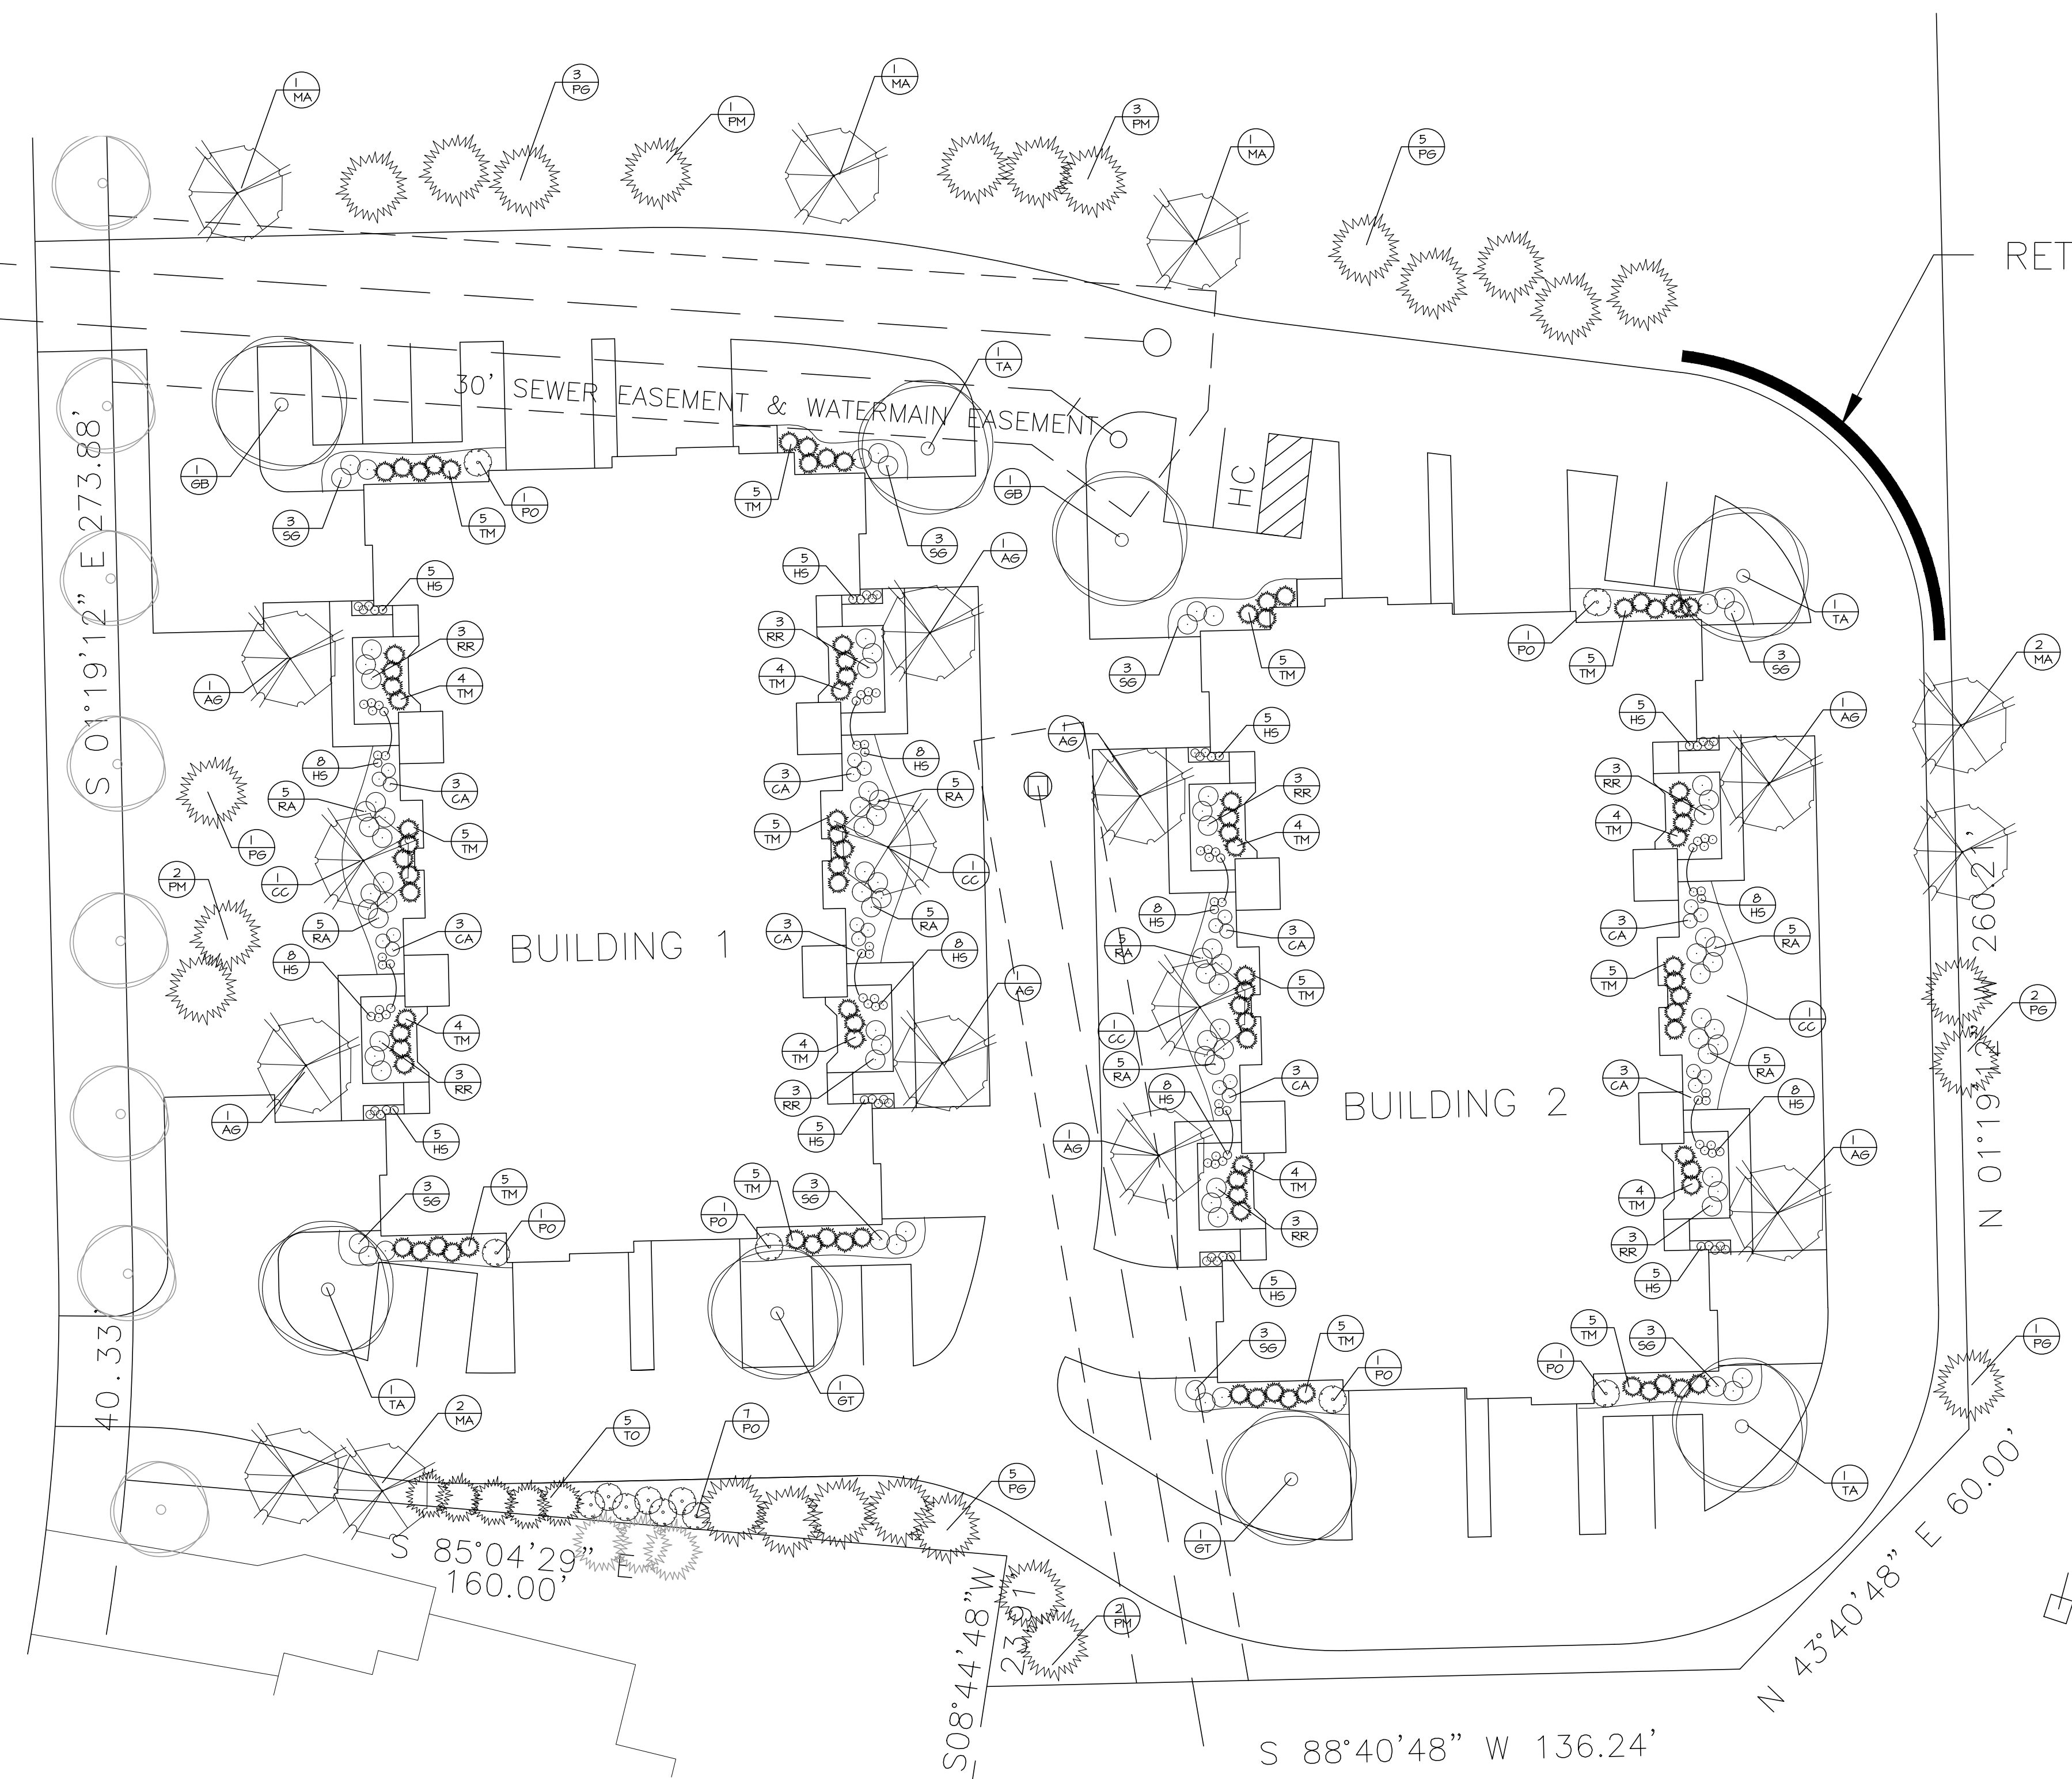 1 MA
3 PG
1 PM
1 MA
3 PM
1 MA
5 PG
RET
1 TA
30' SEWER EASEMENT & WATERMAIN EASEMENT
1 GB
3 SG
5 TM
1 PO
5 TM
3 SG
1 GB
HC
1 AG
5 HS
5 HS
3 RR
4 TM
1 AG
3 RR
4 TM
3 SG
5 TM
1 PO
5 TM
3 SG
1 TA
2 MA
S 01°19'12" E 273.88'
8 HS
3 CA
5 RA
5 TM
1 PG
1 CC
2 PM
5 RA
3 CA
8 HS
4 TM
3 RR
1 AG
5 HS
BUILDING 1
8 HS
3 CA
5 RA
5 TM
1 CC
5 RA
3 CA
8 HS
1 AG
4 TM
3 RR
5 HS
1 AG
5 HS
3 RR
4 TM
8 HS
3 CA
5 RA
5 TM
1 CC
5 RA
3 CA
8 HS
1 AG
4 TM
3 RR
5 HS
BUILDING 2
5 HS
1 AG
3 RR
4 TM
8 HS
3 CA
5 RA
5 TM
1 CC
5 RA
3 CA
8 HS
4 TM
1 AG
3 RR
5 HS
2 PG
N 01°19'12" W 260.21'
3 SG
5 TM
1 PO
1 PO
5 TM
3 SG
40.33'
1 TA
1 GT
2 MA
5 TO
7 PO
5 PG
3 SG
5 TM
1 PO
1 PO
5 TM
3 SG
1 PG
1 TA
1 GT
S 85°04'29" E
160.00'
S08°44'48"W
23.91'
2 PM
N 43°40'48" E 60.00'
S 88°40'48" W 136.24'